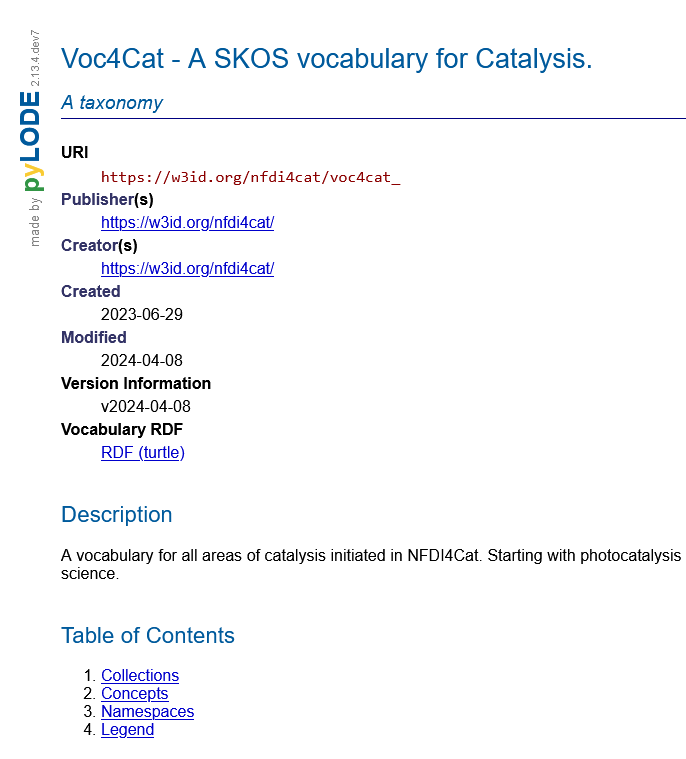 made by pyLODE 2.13.4.dev7
Voc4Cat - A SKOS vocabulary for Catalysis.
A taxonomy
URI
https://w3id.org/nfdi4cat/voc4cat_
Publisher(s)
https://w3id.org/nfdi4cat/
Creator(s)
https://w3id.org/nfdi4cat/
Created
2023-06-29
Modified
2024-04-08
Version Information
v2024-04-08
Vocabulary RDF
RDF (turtle)
Description
A vocabulary for all areas of catalysis initiated in NFDI4Cat. Starting with photocatalysis
science.
Table of Contents
1. Collections
2. Concepts
3. Namespaces
4. Legend